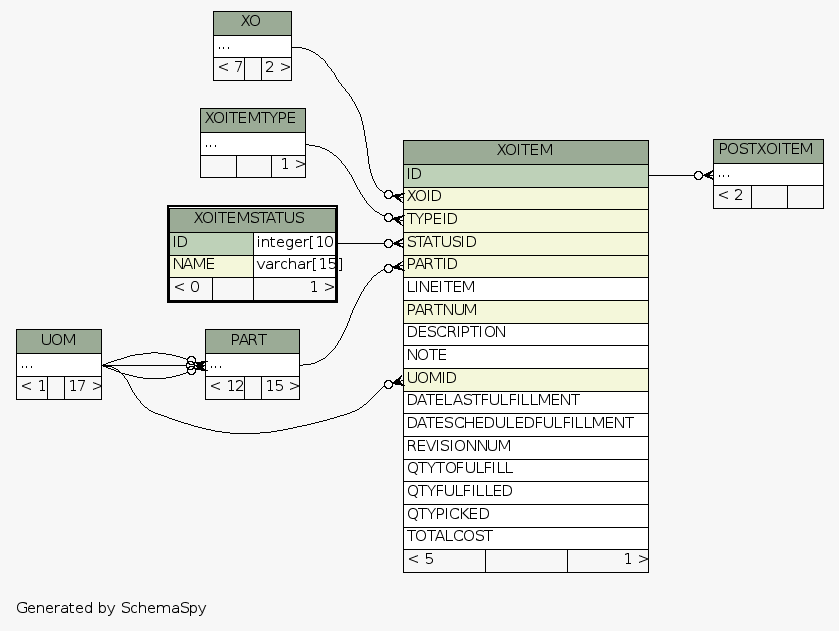 XO
...
< 7 2 >
XOITEMTYPE
...
1 >
XOITEMSTATUS
ID integer[10
NAME varchar[15]
< 0 1 >
UOM
...
< 1 17 >
PART
...
< 12 15 >
XOITEM
ID
XOID
TYPEID
STATUSID
PARTID
LINEITEM
PARTNUM
DESCRIPTION
NOTE
UOMID
DATELASTFULFILLMENT
DATESCHEDULEDFULFILLMENT
REVISIONNUM
QTYTOFULFILL
QTYFULFILLED
QTYPICKED
TOTALCOST
< 5 1 >
POSTXOITEM
...
< 2
Generated by SchemaSpy